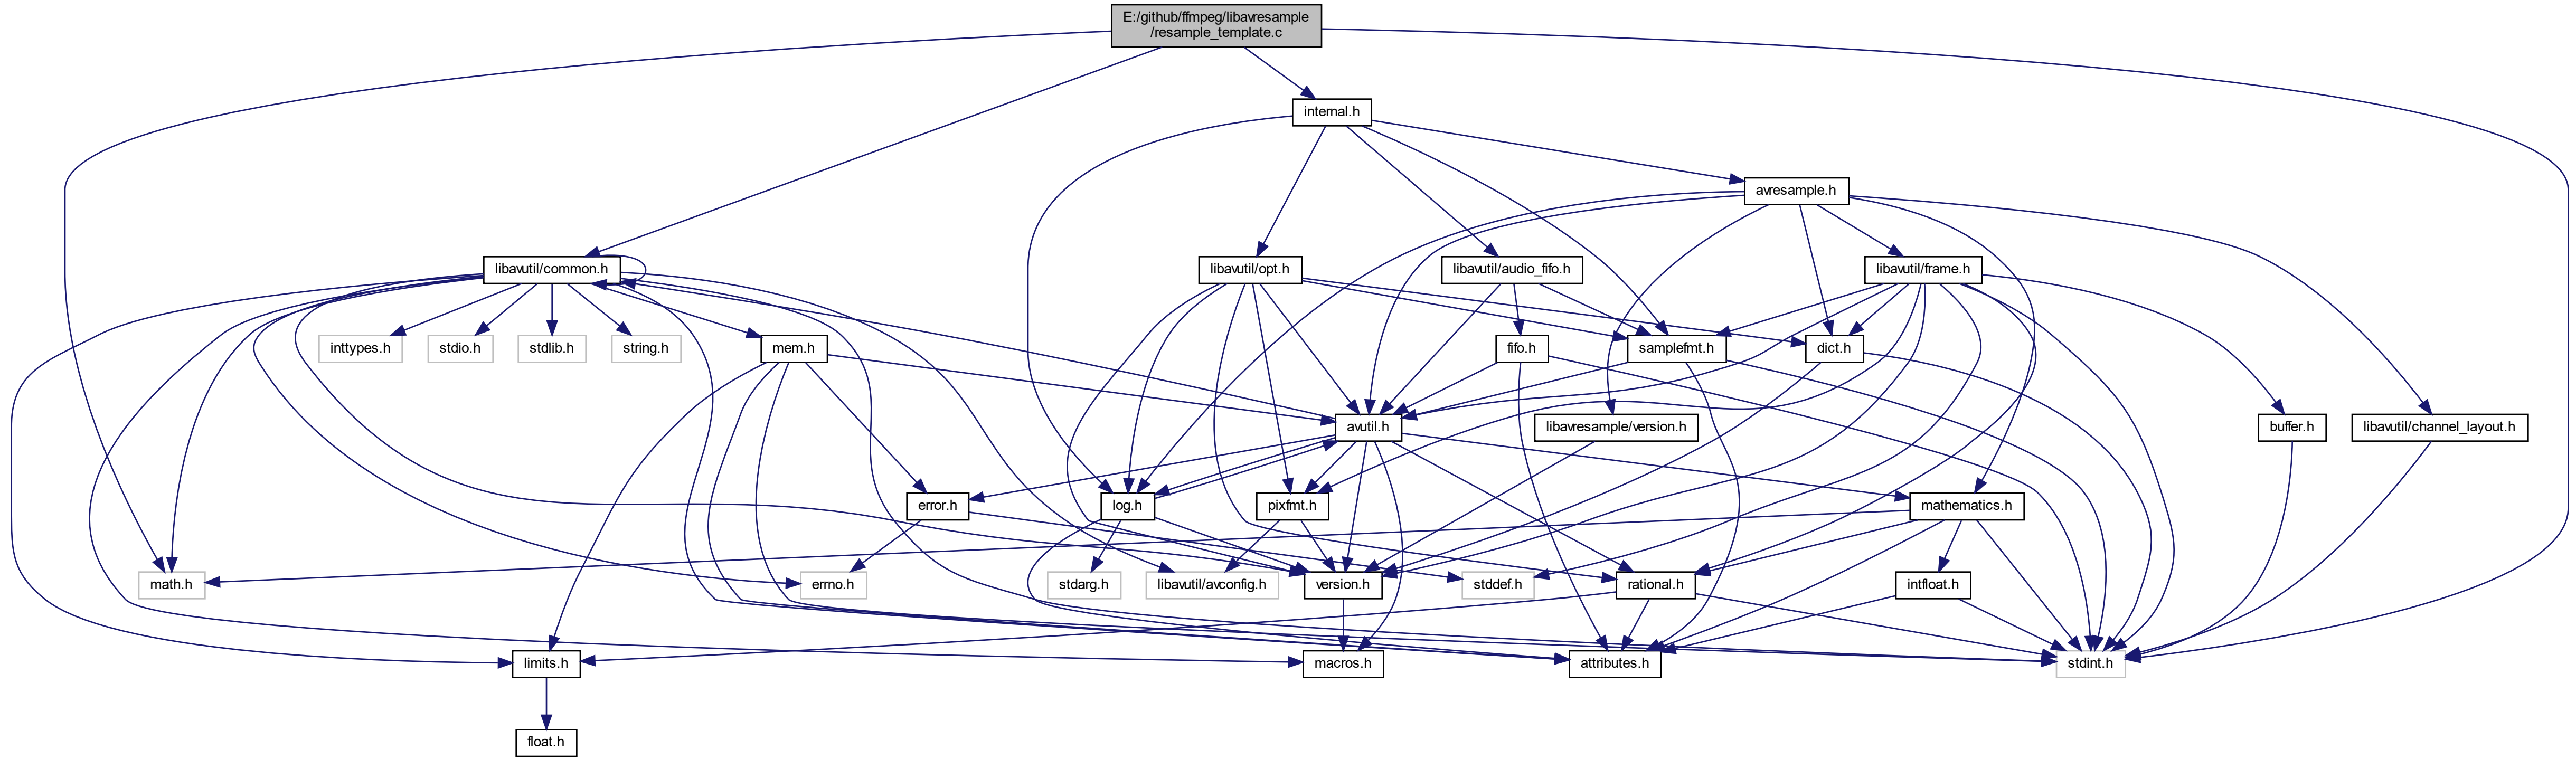 E:/github/ffmpeg/libavresample
/resample_template.c
internal.h
avresample.h
libavutil/common.h
libavutil/opt.h
libavutil/audio_fifo.h
libavutil/frame.h
inttypes.h
stdio.h
stdlib.h
string.h
mem.h
fifo.h
samplefmt.h
dict.h
avutil.h
libavresample/version.h
buffer.h
libavutil/channel_layout.h
error.h
log.h
pixfmt.h
mathematics.h
math.h
errno.h
stdarg.h
libavutil/avconfig.h
version.h
stddef.h
rational.h
intfloat.h
limits.h
macros.h
attributes.h
stdint.h
float.h